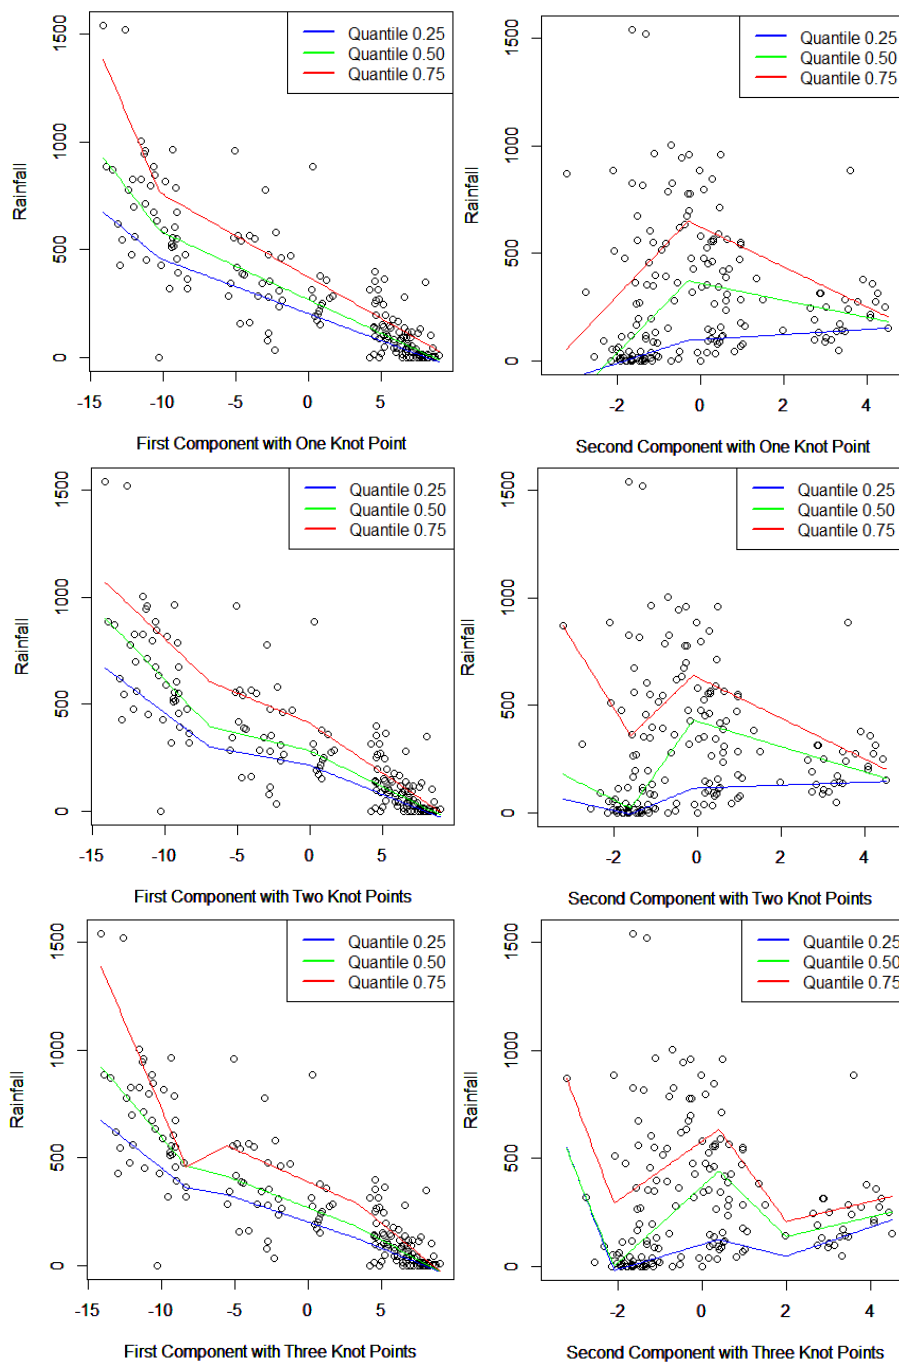 Quantile 0.25
Quantile 0.50
Quantile 0.75
Rainfall
0
500
1000
1500
-15
-10
-5
0
5
First Component with One Knot Point
Quantile 0.25
Quantile 0.50
Quantile 0.75
Rainfall
0
500
1000
1500
-2
0
2
4
Second Component with One Knot Point
Quantile 0.25
Quantile 0.50
Quantile 0.75
Rainfall
0
500
1000
1500
-15
-10
-5
0
5
First Component with Two Knot Points
Quantile 0.25
Quantile 0.50
Quantile 0.75
Rainfall
0
500
1000
1500
-2
0
2
4
Second Component with Two Knot Points
Quantile 0.25
Quantile 0.50
Quantile 0.75
Rainfall
0
500
1000
1500
-15
-10
-5
0
5
First Component with Three Knot Points
Quantile 0.25
Quantile 0.50
Quantile 0.75
Rainfall
0
500
1000
1500
-2
0
2
4
Second Component with Three Knot Points